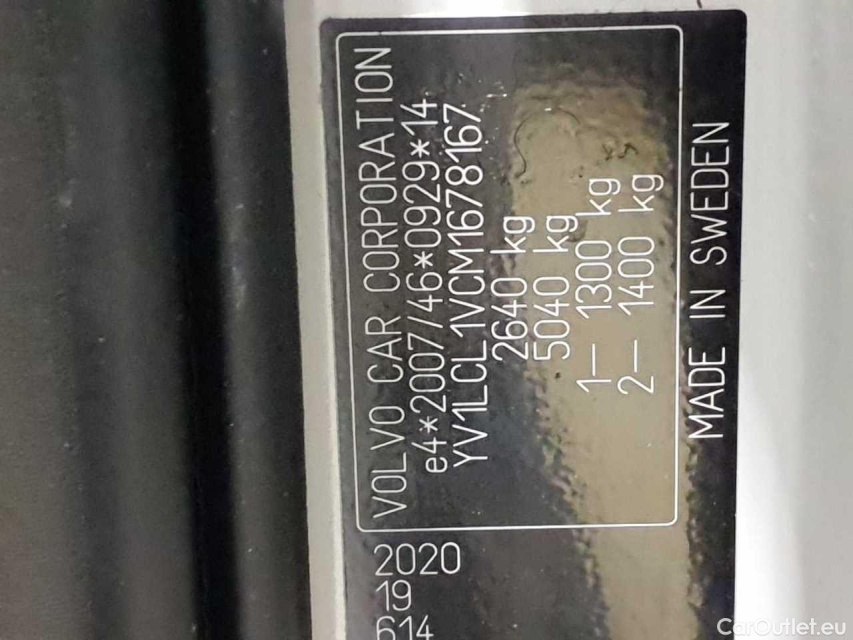 VOLVO CAR CORPORATION
e4*2007/46*0929*14
YV1LCL1VCM1678167
2640 kg
5040 kg
1– 1300 kg
2– 1400 kg
MADE IN SWEDEN
2020
19
614
CarOutlet.eu